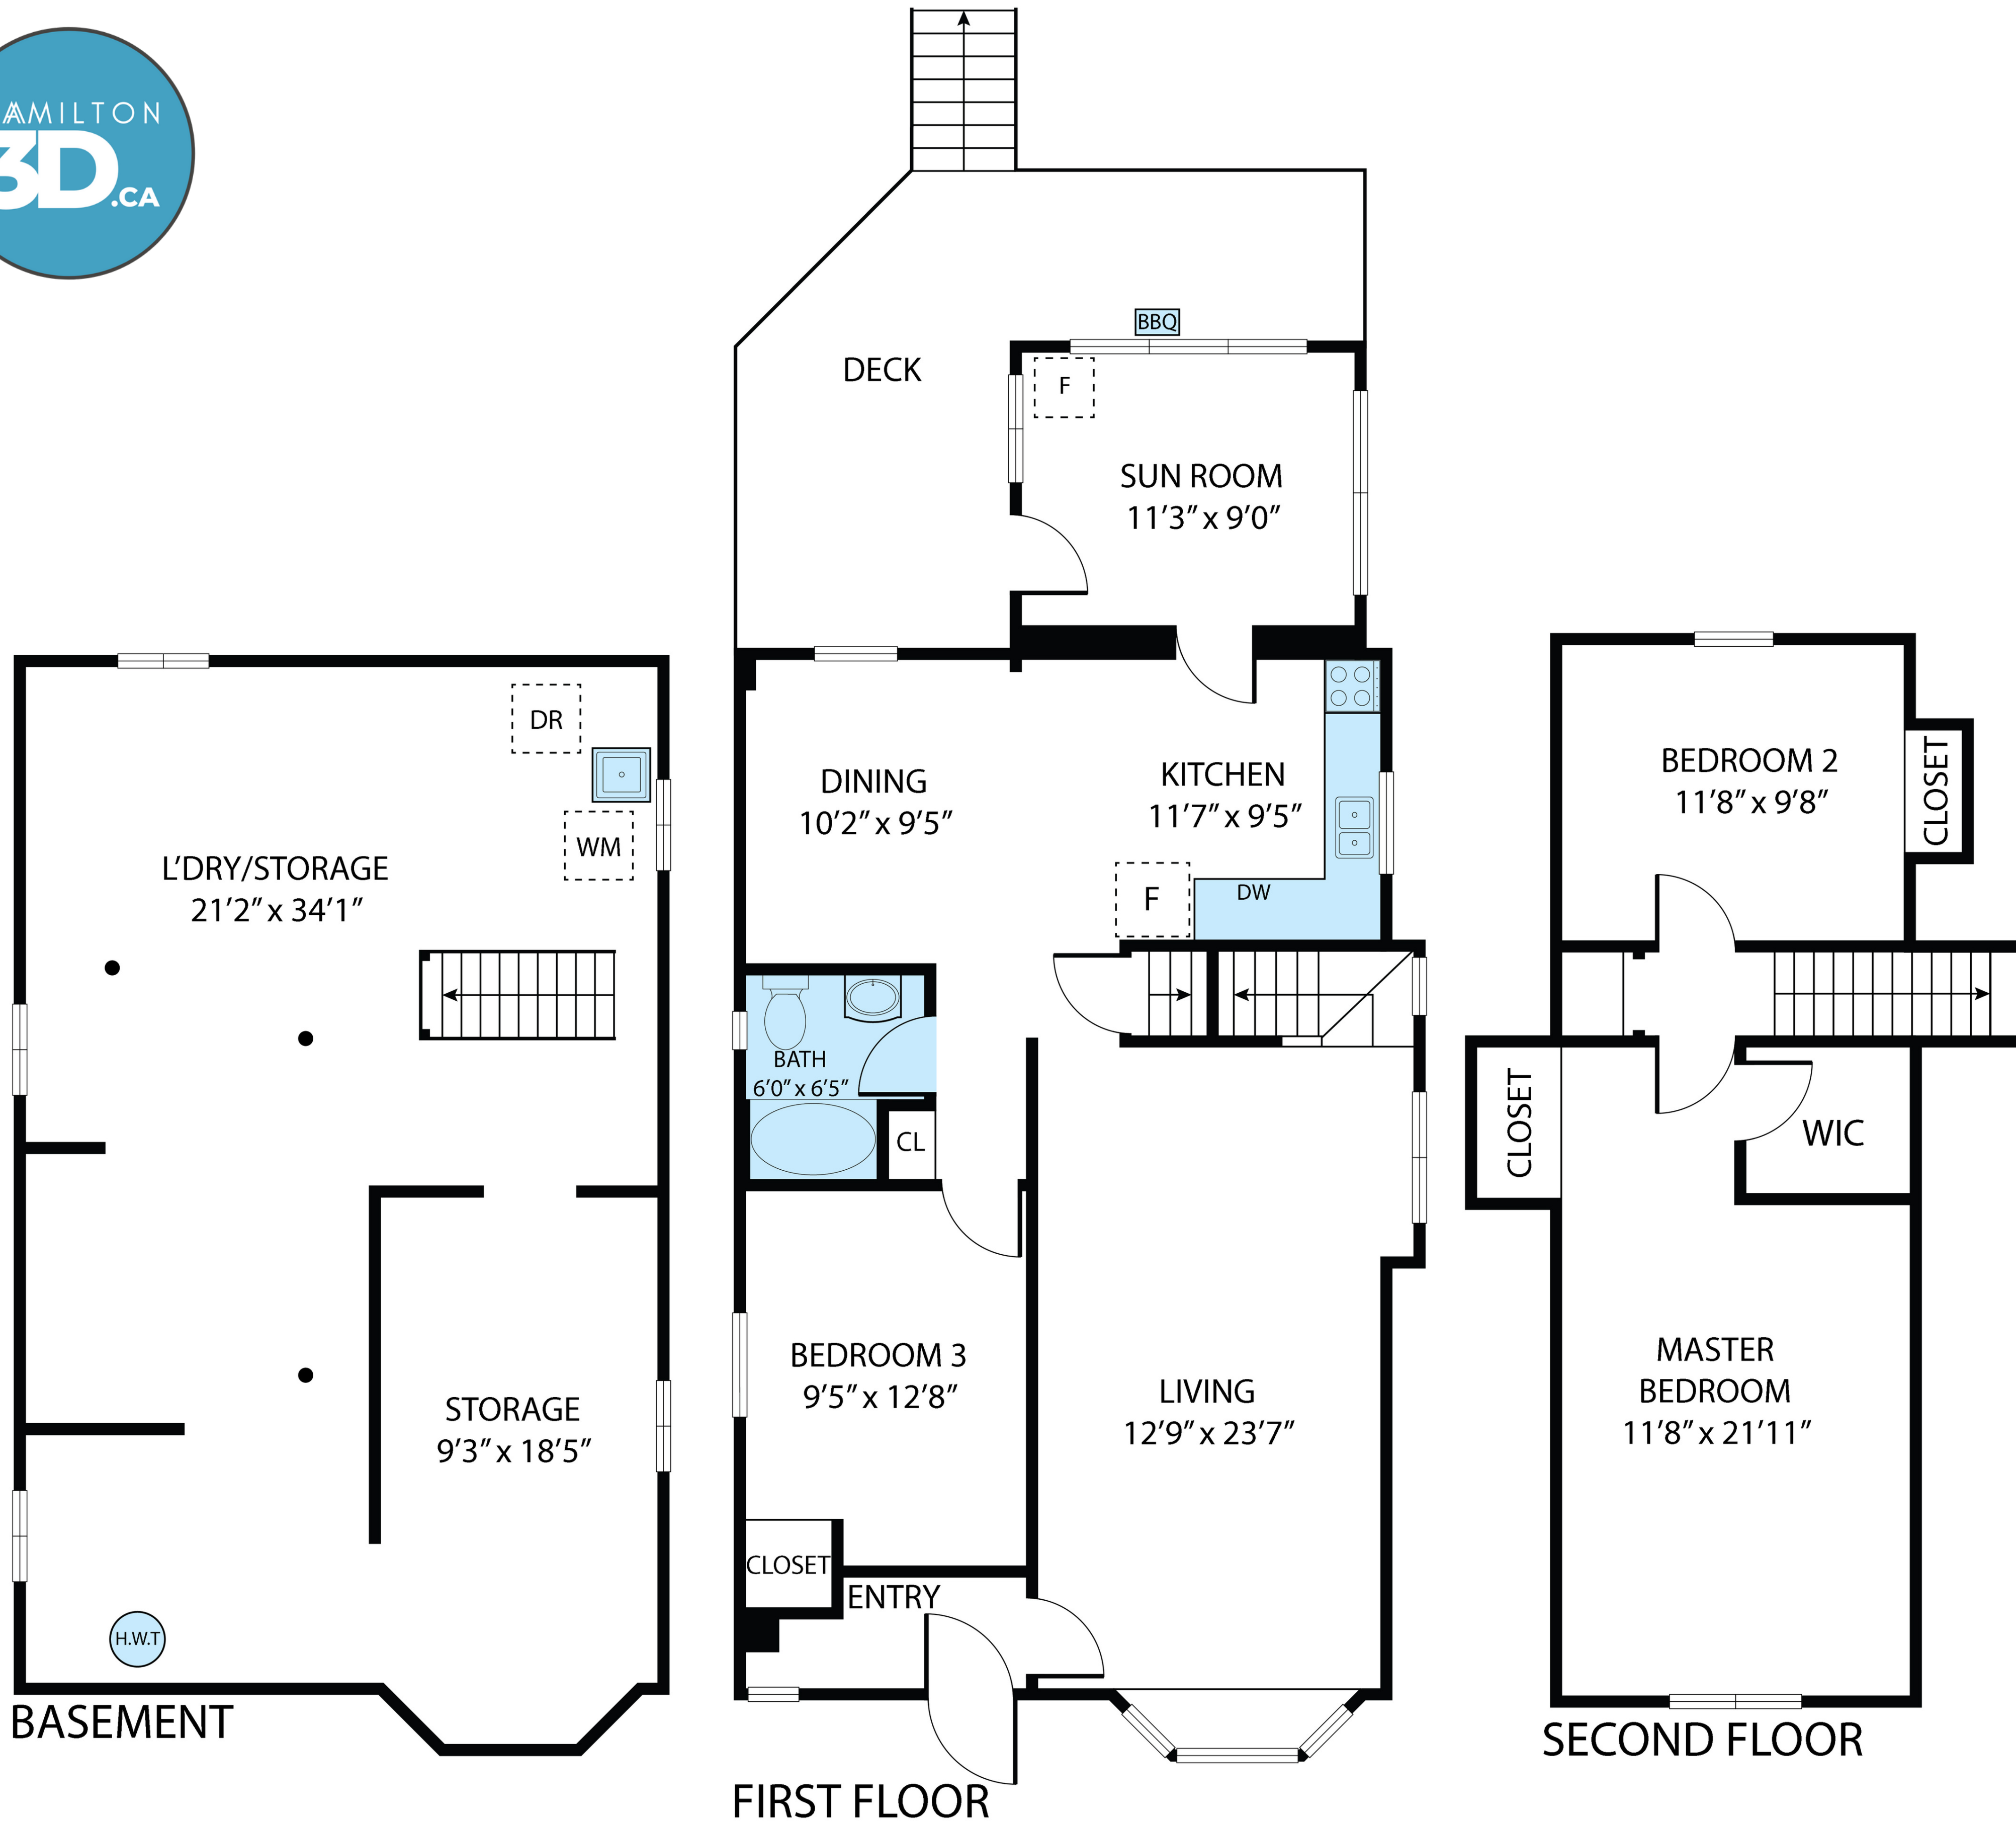 HAMILTON
3D.CA
DECK
BBQ
F
SUN ROOM
11'3" x 9'0"
DR
WM
L'DRY/STORAGE
21'2" x 34'1"
STORAGE
9'3" x 18'5"
H.W.T
BASEMENT
DINING
10'2" x 9'5"
KITCHEN
11'7" x 9'5"
F
DW
BATH
6'0" x 6'5"
CL
BEDROOM 3
9'5" x 12'8"
LIVING
12'9" x 23'7"
CLOSET
ENTRY
FIRST FLOOR
BEDROOM 2
11'8" x 9'8"
CLOSET
CLOSET
WIC
MASTER
BEDROOM
11'8" x 21'11"
SECOND FLOOR